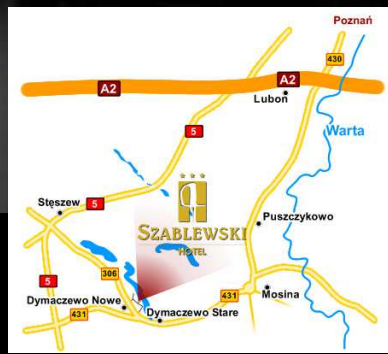 Poznań
430
A2
A2
Luboń
5
Warta
Stęszew
5
SZABLEWSKI
HOTEL
Puszczykowo
5
306
431
Mosina
Dymaczewo Nowe
431
Dymaczewo Stare